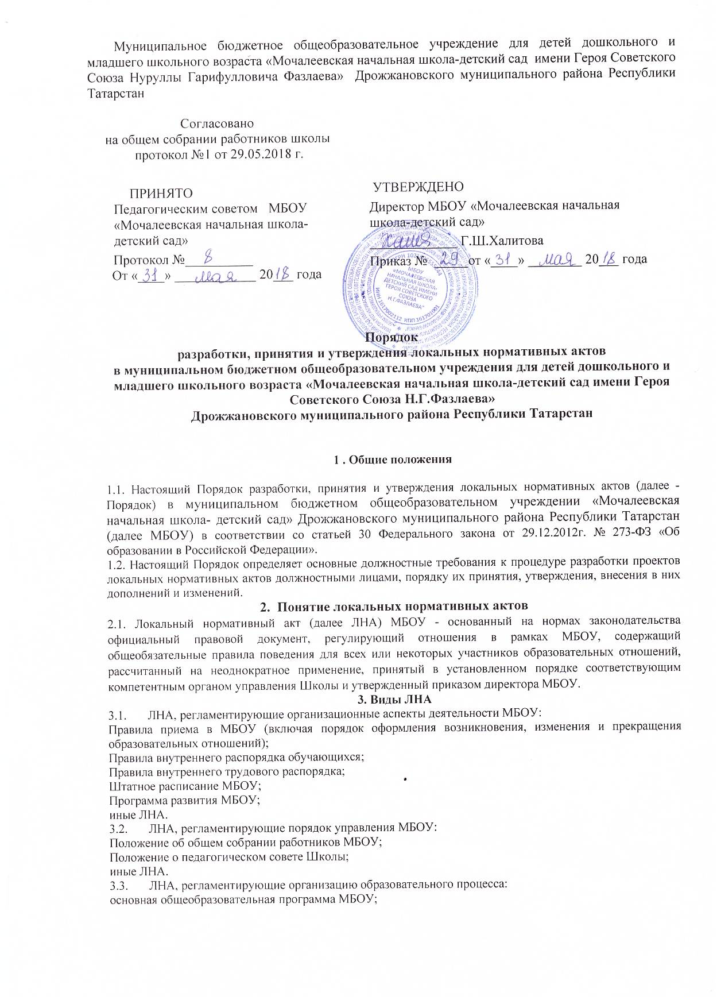 Муниципальное бюджетное общеобразовательное учреждение для детей дошкольного и
младшего школьного возраста «Мочалеевская начальная школа-детский сад имени Героя Советского
Союза Нуруллы Гарифулловича Фазлаева» Дрожжановского муниципального района Республики
Татарстан
Согласовано
на общем собрании работников школы
протокол №1 от 29.05.2018 г.
ПРИНЯТО
Педагогическим советом МБОУ
«Мочалеевская начальная школа-
детский сад»
Протокол №__8__
От «31» мая 2018 года
УТВЕРЖДЕНО
Директор МБОУ «Мочалеевская начальная
школа-детский сад»
Г.Ш.Халитова
Приказ № 29 от «31» мая 2018 года
МБОУ
«МОЧАЛЕЕВСКАЯ
НАЧАЛЬНАЯ ШКОЛА-
ДЕТСКИЙ САД ИМЕНИ
ГЕРОЯ СОВЕТСКОГО
СОЮЗА
Н.Г.ФАЗЛАЕВА"
ИНН 1617002112 КПП 161701001
Порядок
разработки, принятия и утверждения локальных нормативных актов
в муниципальном бюджетном общеобразовательном учреждения для детей дошкольного и
младшего школьного возраста «Мочалеевская начальная школа-детский сад имени Героя
Советского Союза Н.Г.Фазлаева»
Дрожжановского муниципального района Республики Татарстан
1 . Общие положения
1.1. Настоящий Порядок разработки, принятия и утверждения локальных нормативных актов (далее -
Порядок) в муниципальном бюджетном общеобразовательном учреждении «Мочалеевская
начальная школа- детский сад» Дрожжановского муниципального района Республики Татарстан
(далее МБОУ) в соответствии со статьей 30 Федерального закона от 29.12.2012г. № 273-ФЗ «Об
образовании в Российской Федерации».
1.2. Настоящий Порядок определяет основные должностные требования к процедуре разработки проектов
локальных нормативных актов должностными лицами, порядку их принятия, утверждения, внесения в них
дополнений и изменений.
2. Понятие локальных нормативных актов
2.1. Локальный нормативный акт (далее ЛНА) МБОУ - основанный на нормах законодательства
официальный правовой документ, регулирующий отношения в рамках МБОУ, содержащий
общеобязательные правила поведения для всех или некоторых участников образовательных отношений,
рассчитанный на неоднократное применение, принятый в установленном порядке соответствующим
компетентным органом управления Школы и утвержденный приказом директора МБОУ.
3. Виды ЛНА
3.1. ЛНА, регламентирующие организационные аспекты деятельности МБОУ:
Правила приема в МБОУ (включая порядок оформления возникновения, изменения и прекращения
образовательных отношений);
Правила внутреннего распорядка обучающихся;
Правила внутреннего трудового распорядка;
Штатное расписание МБОУ;
Программа развития МБОУ;
иные ЛНА.
3.2. ЛНА, регламентирующие порядок управления МБОУ:
Положение об общем собрании работников МБОУ;
Положение о педагогическом совете Школы;
иные ЛНА.
3.3. ЛНА, регламентирующие организацию образовательного процесса:
основная общеобразовательная программа МБОУ;